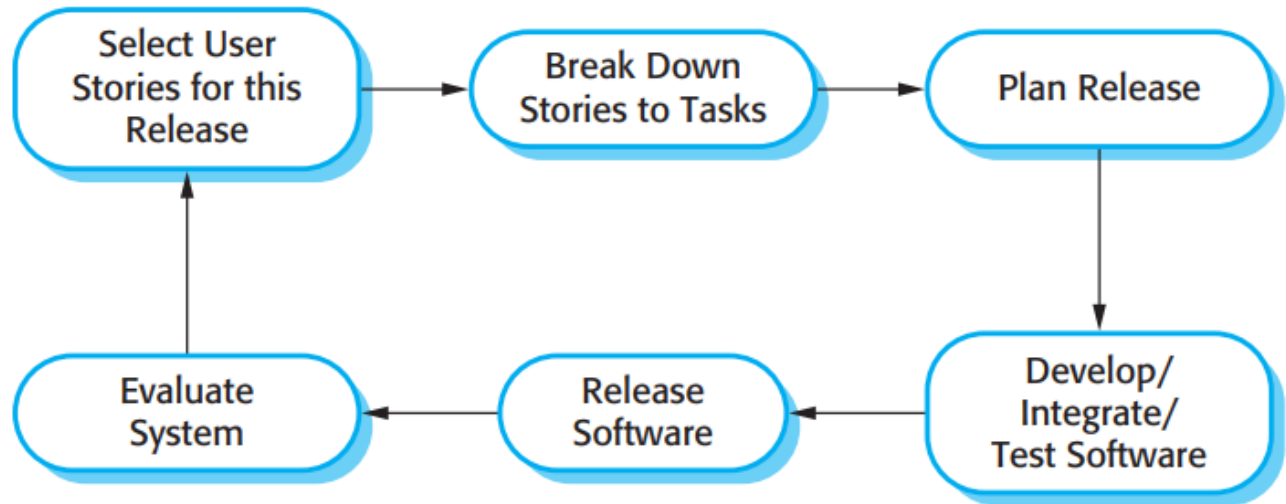 Select User
Stories for this
Release
Break Down
Stories to Tasks
Plan Release
Develop/
Integrate/
Test Software
Release
Software
Evaluate
System